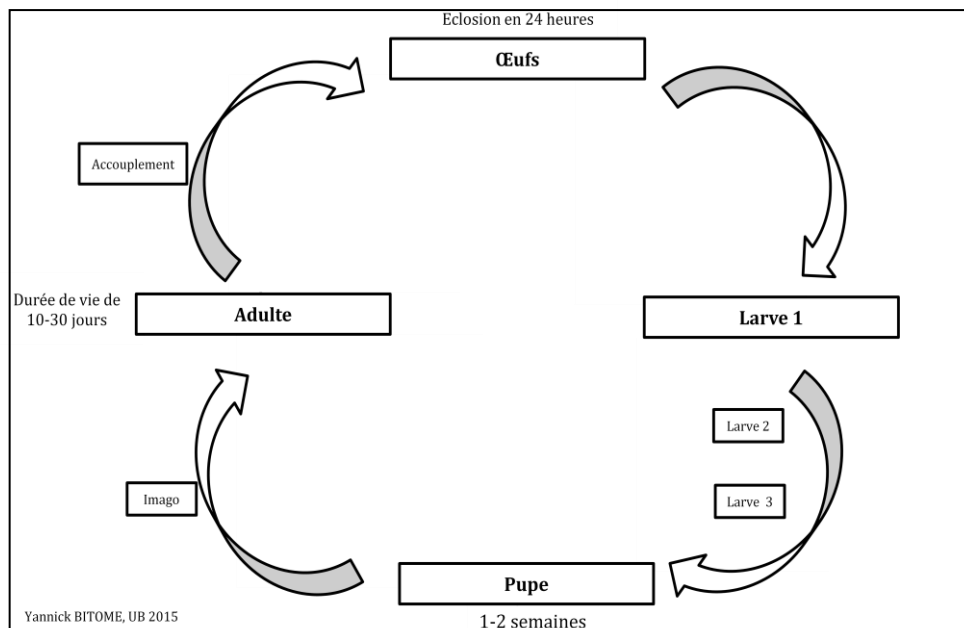 Eclosion en 24 heures
Œufs
Accouplement
Durée de vie de
10-30 jours
Adulte
Larve 1
Larve 2
Larve 3
Imago
Pupe
1-2 semaines
Yannick BITOME, UB 2015